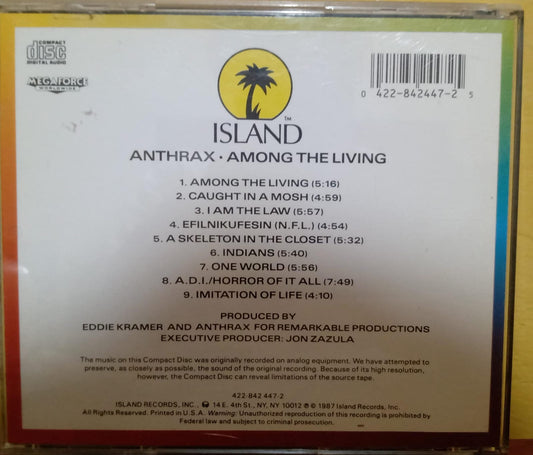 COMPACT
disc
DIGITAL AUDIO
MEGAFORCE
WORLDWIDE
0 422-842447-2 5
ISLAND
TM
ANTHRAX • AMONG THE LIVING
1. AMONG THE LIVING (5:16)
2. CAUGHT IN A MOSH (4:59)
3. I AM THE LAW (5:57)
4. EFILNIKUFESIN (N.F.L.) (4:54)
5. A SKELETON IN THE CLOSET (5:32)
6. INDIANS (5:40)
7. ONE WORLD (5:56)
8. A.D.I./HORROR OF IT ALL (7:49)
9. IMITATION OF LIFE (4:10)
PRODUCED BY
EDDIE KRAMER AND ANTHRAX FOR REMARKABLE PRODUCTIONS
EXECUTIVE PRODUCER: JON ZAZULA
The music on this Compact Disc was originally recorded on analog equipment. We have attempted to
preserve, as closely as possible, the sound of the original recording. Because of its high resolution,
however, the Compact Disc can reveal limitations of the source tape.
422-842 447-2
ISLAND RECORDS, INC., 14 E. 4th St., NY, NY 10012 ℗ © 1987 Island Records, Inc.
All Rights Reserved. Printed in U.S.A. Warning: Unauthorized reproduction of this recording is prohibited by
Federal law and subject to criminal prosecution.